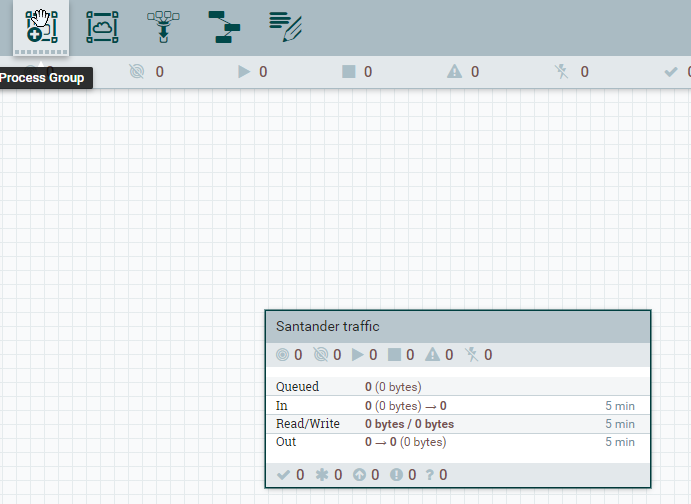 Process Group
0 0 0 0 0
Santander traffic
0 0 0 0 0 0
Queued 0 (0 bytes)
In 0 (0 bytes) → 0 5 min
Read/Write 0 bytes / 0 bytes 5 min
Out 0 → 0 (0 bytes) 5 min
0 0 0 0 ? 0